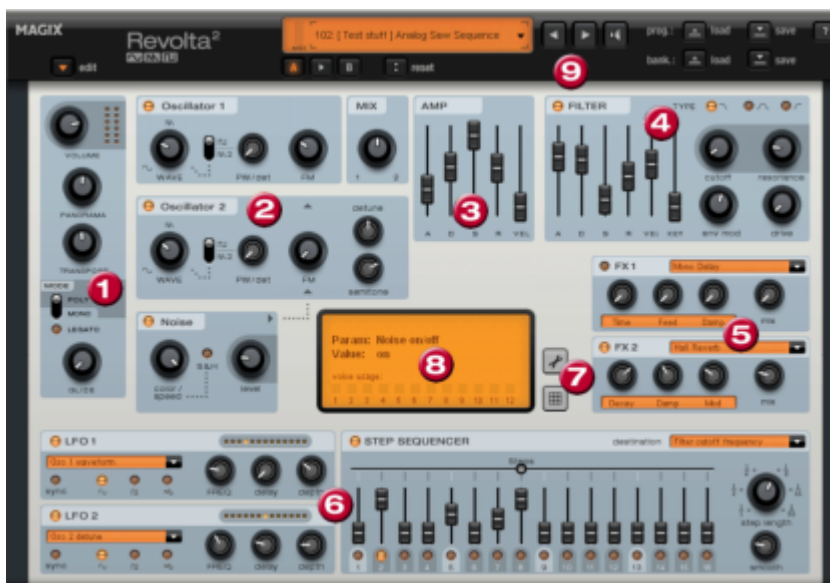 MAGIX
Revolta²
102: [ Test stuff ] Analog Saw Sequence
prog.: load save
bank.: load save
edit
A B reset
9
VOLUME
PANORAMA
TRANSPOSE
1
MODE
POLY
MONO
LEGATO
GLIDE
Oscillator 1
WAVE PW/det FM
MIX
1 2
Oscillator 2
2
detune
WAVE PW/det FM
semitone
Noise
S&H
color / speed
level
AMP
3
A D S R VEL
FILTER
TYPE
4
cutoff resonance
A D S R VEL KEY
env mod drive
FX 1 Mono Delay
Time Feed Damp MIX
5
FX 2 Hall Reverb
Decay Damp Mod MIX
Param: Noise on/off
Value: on
8
voice usage:
1 2 3 4 5 6 7 8 9 10 11 12
7
LFO 1
Osc 1 waveform
sync FREQ delay depth
6
LFO 2
Osc 2 detune
sync FREQ delay depth
STEP SEQUENCER
destination Filter cutoff frequency
Steps
step length
1 2 3 4 5 6 7 8 9 10 11 12 13 14 15 16
smooth